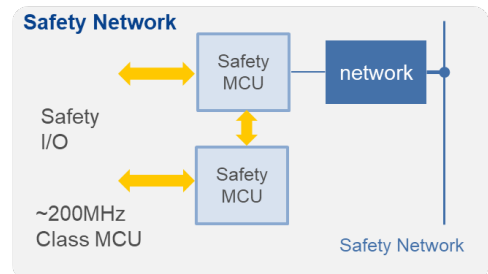 Safety Network
Safety
MCU
network
Safety
I/O
Safety
MCU
~200MHz
Class MCU
Safety Network